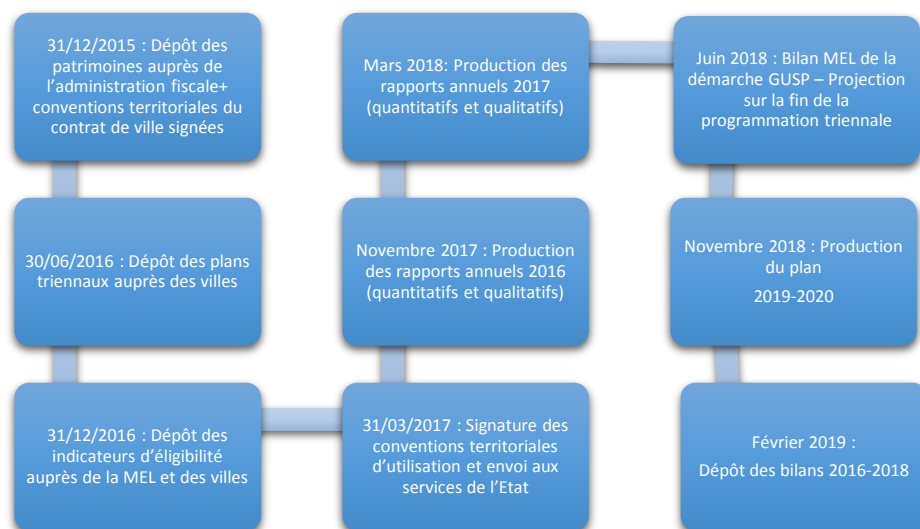 31/12/2015 : Dépôt des
patrimoines auprès de
l'administration fiscale+
conventions territoriales du
contrat de ville signées
30/06/2016 : Dépôt des plans
triennaux auprès des villes
31/12/2016 : Dépôt des
indicateurs d'éligibilité
auprès de la MEL et des villes
31/03/2017 : Signature des
conventions territoriales
d'utilisation et envoi aux
services de l'Etat
Novembre 2017 : Production
des rapports annuels 2016
(quantitatifs et qualitatifs)
Mars 2018: Production des
rapports annuels 2017
(quantitatifs et qualitatifs)
Juin 2018 : Bilan MEL de la
démarche GUSP – Projection
sur la fin de la
programmation triennale
Novembre 2018 : Production
du plan
2019-2020
Février 2019 :
Dépôt des bilans 2016-2018